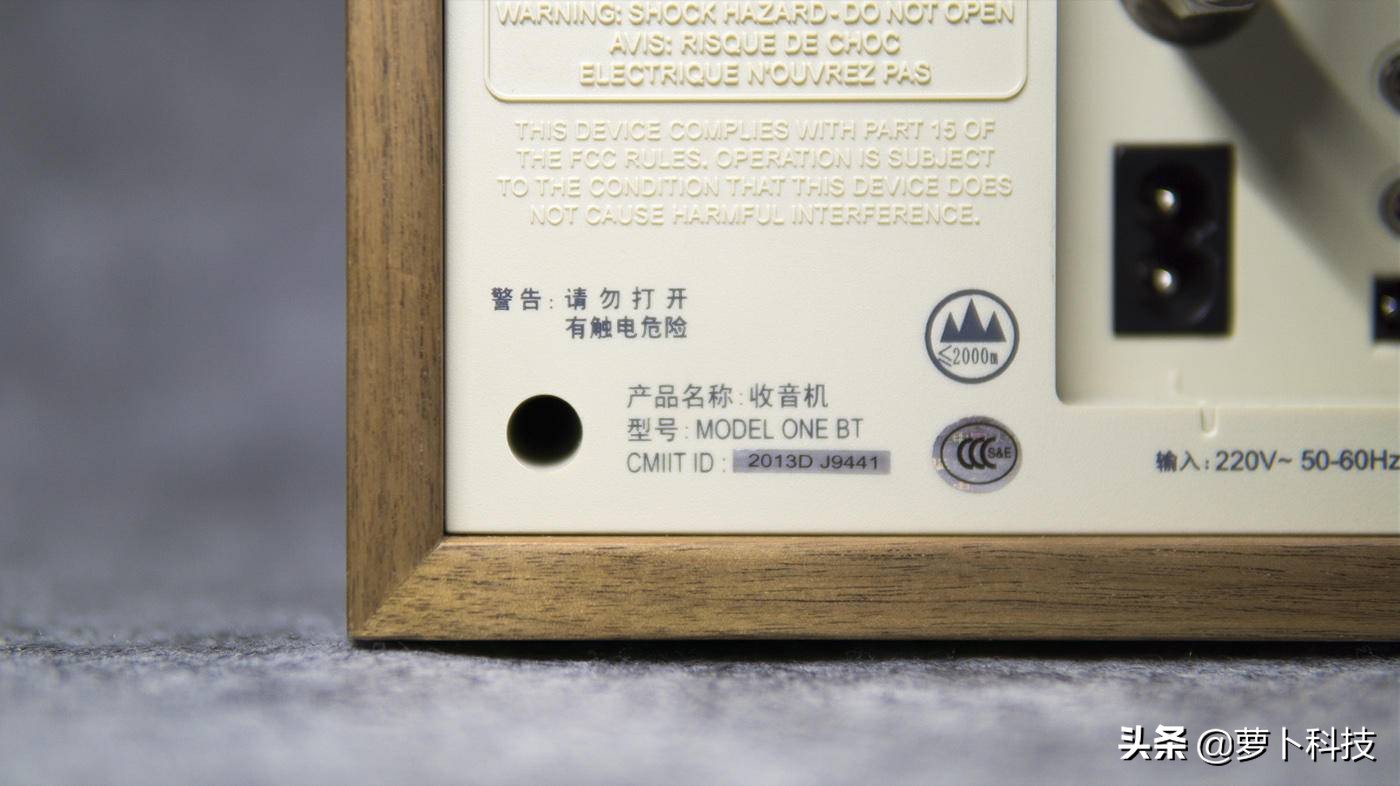 WARNING: SHOCK HAZARD-DO NOT OPEN
AVIS: RISQUE DE CHOC
ELECTRIQUE N'OUVREZ PAS
THIS DEVICE COMPLIES WITH PART 15 OF
THE FCC RULES. OPERATION IS SUBJECT
TO THE CONDITION THAT THIS DEVICE DOES
NOT CAUSE HARMFUL INTERFERENCE.
警告: 请勿打开
有触电危险
≤2000m
产品名称: 收音机
型号: MODEL ONE BT
CMIIT ID: 2013D J9441
CCC S&E
输入: 220V~ 50-60Hz
头条 @萝卜科技